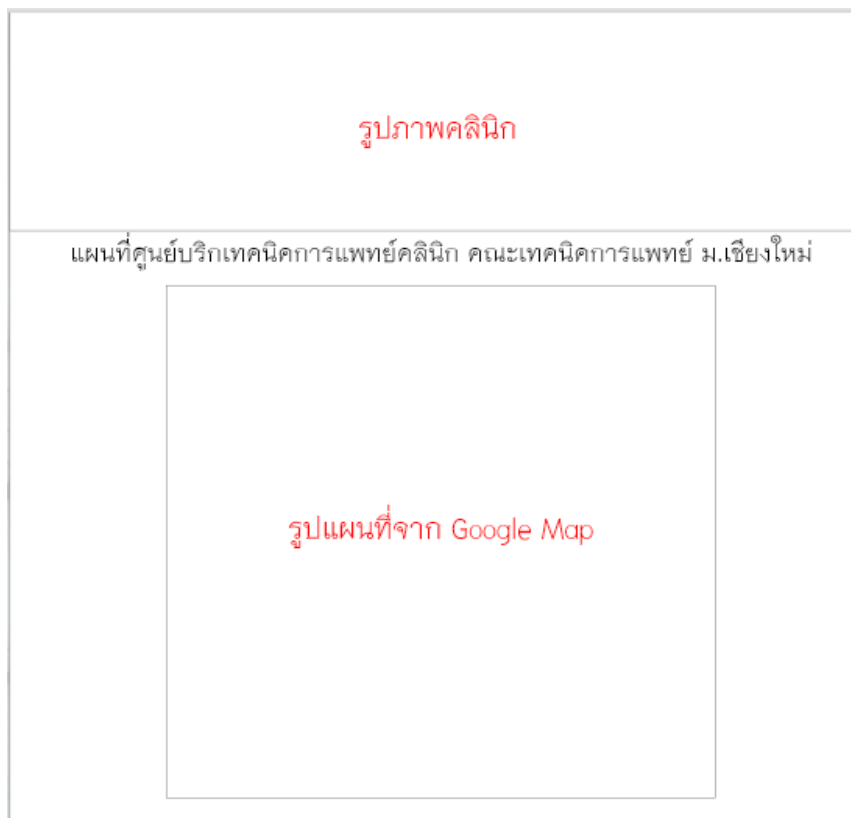 รูปภาพคลินิก
แผนที่ศูนย์บริกเทคนิคการแพทย์คลินิก คณะเทคนิคการแพทย์ ม.เชียงใหม่
รูปแผนที่จาก Google Map